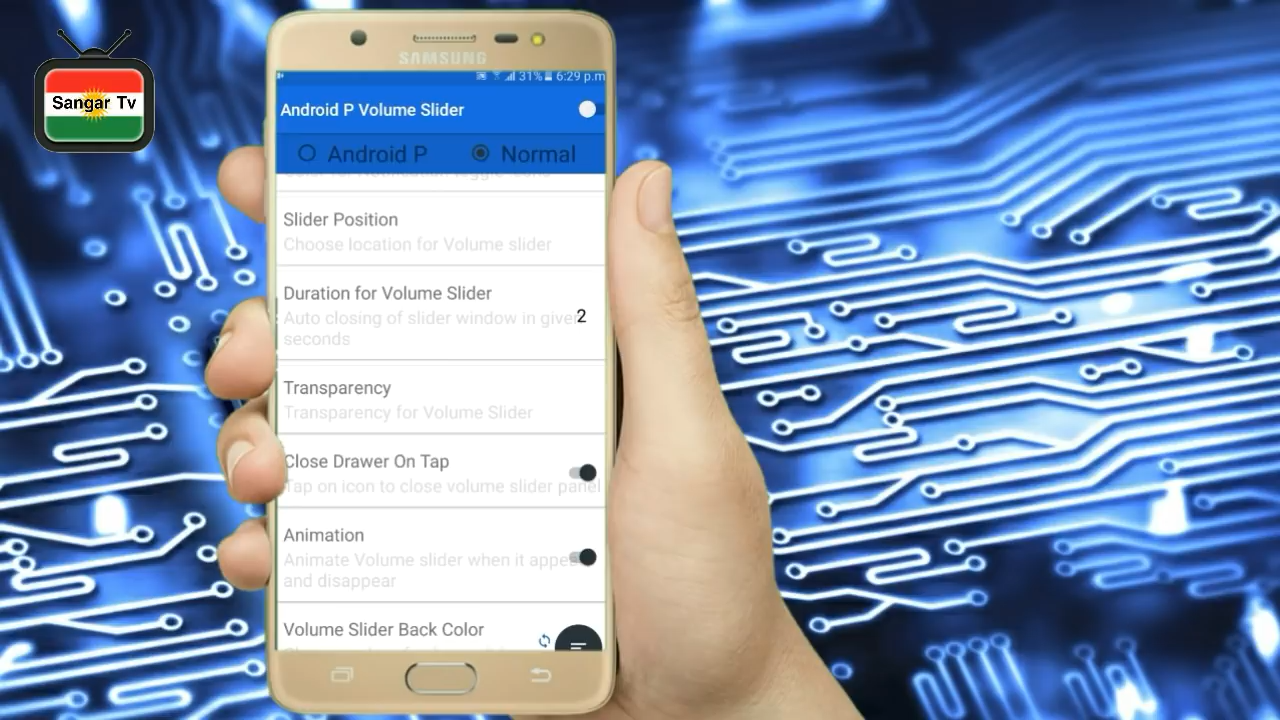 Sangar Tv
SAMSUNG
31% 6:29 p.m
Android P Volume Slider
Android P
Normal
Slider Position
Choose location for Volume slider
Duration for Volume Slider
Auto closing of slider window in give
2
seconds
Transparency
Transparency for Volume Slider
Close Drawer On Tap
Tap on icon to close volume slider panel
Animation
Animate Volume slider when it appe
and disappear
Volume Slider Back Color